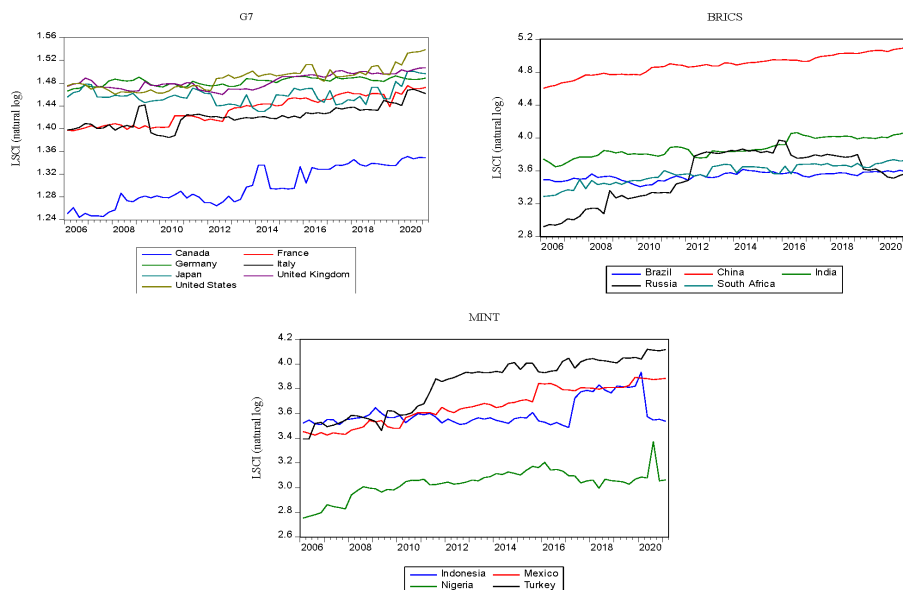 G7
LSCI (natural log)
1.56
1.52
1.48
1.44
1.40
1.36
1.32
1.28
1.24
2006 2008 2010 2012 2014 2016 2018 2020
Canada France
Germany Italy
Japan United Kingdom
United States
BRICS
LSCI (natural log)
5.2
4.8
4.4
4.0
3.6
3.2
2.8
2006 2008 2010 2012 2014 2016 2018 2020
Brazil China India
Russia South Africa
MINT
LSCI (natural log)
4.2
4.0
3.8
3.6
3.4
3.2
3.0
2.8
2.6
2006 2008 2010 2012 2014 2016 2018 2020
Indonesia Mexico
Nigeria Turkey